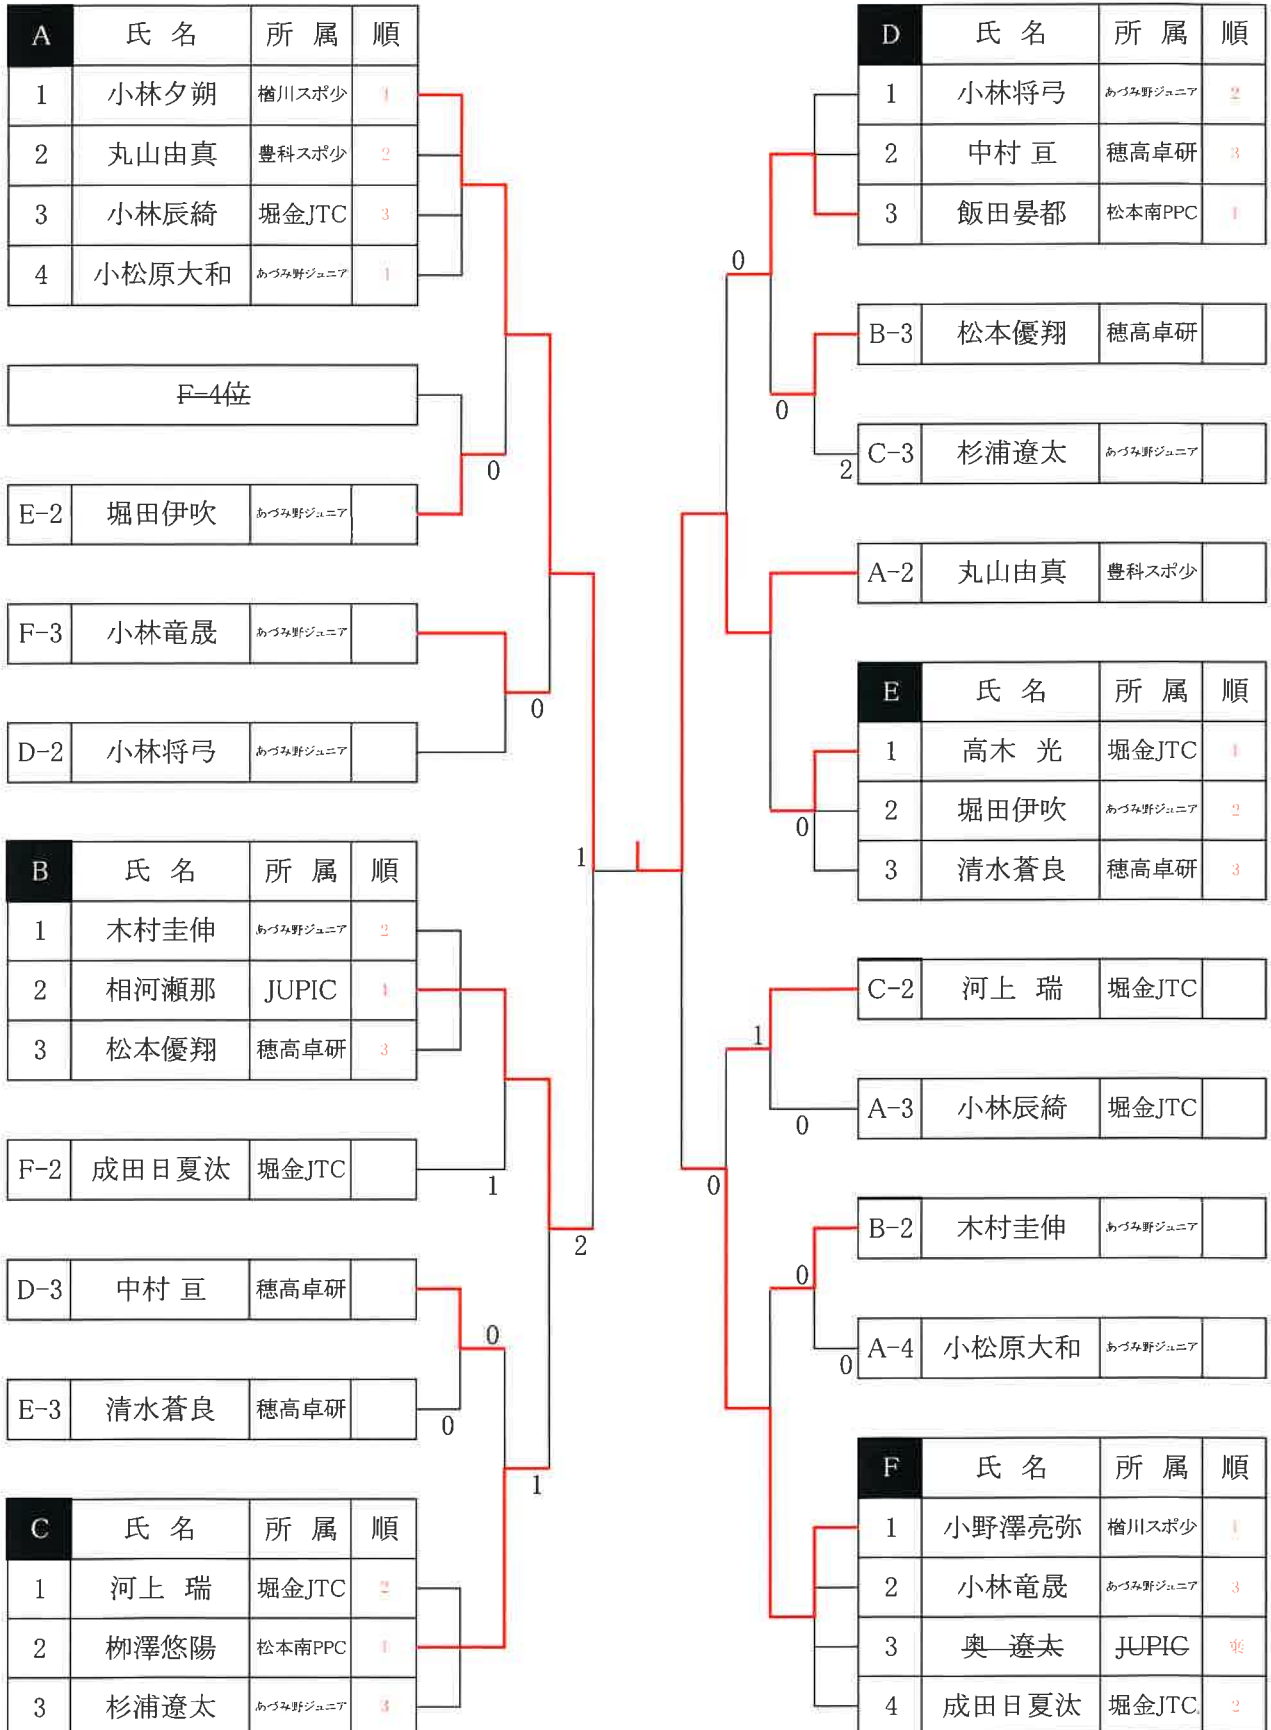 A 氏 名 所 属 順
1 小林夕朔 楢川スポ少 1
2 丸山由真 豊科スポ少 2
3 小林辰綺 堀金JTC 3
4 小松原大和 あづみ野ジュニア
F-4位
0
E-2 堀田伊吹 あづみ野ジュニア
F-3 小林竜晟 あづみ野ジュニア
0
D-2 小林将弓 あづみ野ジュニア
1
B 氏 名 所 属 順
1 木村圭伸 あづみ野ジュニア 2
2 相河瀬那 JUPIC 1
3 松本優翔 穂高卓研 3
F-2 成田日夏汰 堀金JTC
1
2
D-3 中村 亘 穂高卓研
0
E-3 清水蒼良 穂高卓研
0
1
C 氏 名 所 属 順
1 河上 瑞 堀金JTC 2
2 栁澤悠陽 松本南PPC 1
3 杉浦遼太 あづみ野ジュニア 3
D 氏 名 所 属 順
1 小林将弓 あづみ野ジュニア 2
2 中村 亘 穂高卓研 3
3 飯田晏都 松本南PPC 1
0
B-3 松本優翔 穂高卓研
0
2
C-3 杉浦遼太 あづみ野ジュニア
A-2 丸山由真 豊科スポ少
E 氏 名 所 属 順
1 高木 光 堀金JTC 1
2 堀田伊吹 あづみ野ジュニア 2
0
3 清水蒼良 穂高卓研 3
C-2 河上 瑞 堀金JTC
1
A-3 小林辰綺 堀金JTC
0
0
B-2 木村圭伸 あづみ野ジュニア
0
A-4 小松原大和 あづみ野ジュニア
0
F 氏 名 所 属 順
1 小野澤亮弥 楢川スポ少 1
2 小林竜晟 あづみ野ジュニア 3
3 奥 遼太 JUPIC 棄
4 成田日夏汰 堀金JTC 2